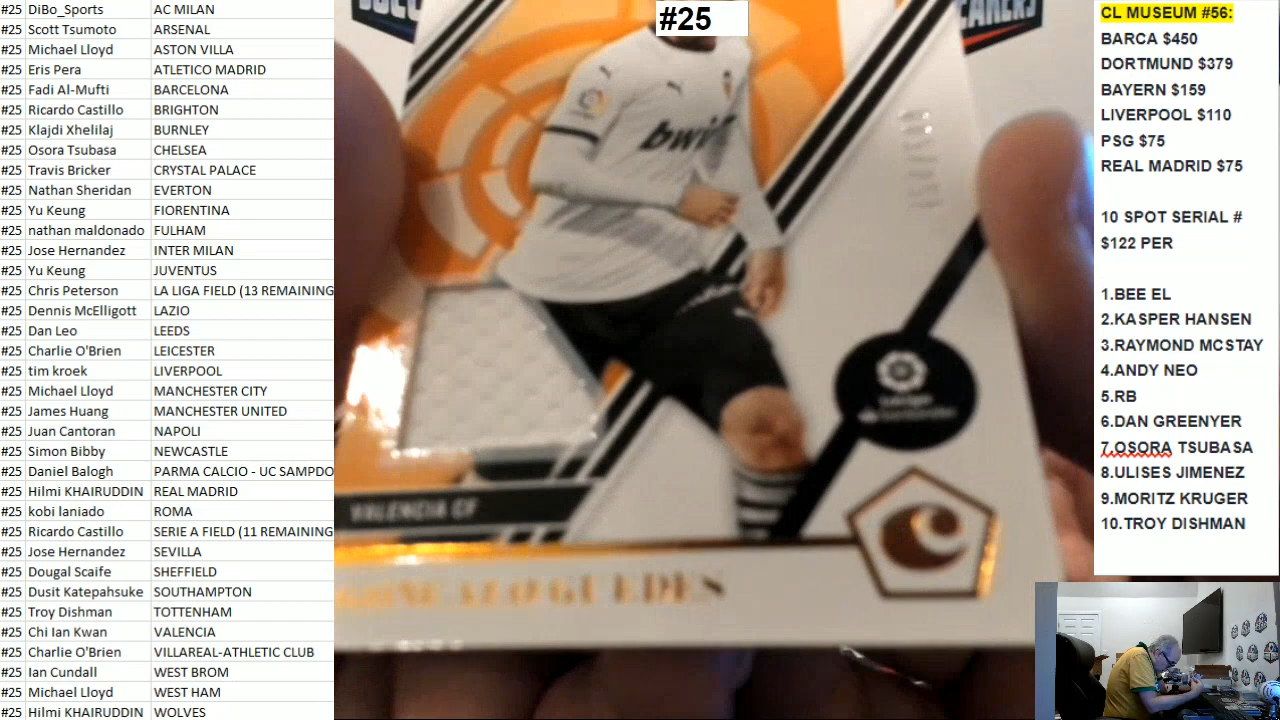 #25 DiBo_Sports AC MILAN
#25 Scott Tsumoto ARSENAL
#25 Michael Lloyd ASTON VILLA
#25 Eris Pera ATLETICO MADRID
#25 Fadi Al-Mufti BARCELONA
#25 Ricardo Castillo BRIGHTON
#25 Klajdi Xhelilaj BURNLEY
#25 Osora Tsubasa CHELSEA
#25 Travis Bricker CRYSTAL PALACE
#25 Nathan Sheridan EVERTON
#25 Yu Keung FIORENTINA
#25 nathan maldonado FULHAM
#25 Jose Hernandez INTER MILAN
#25 Yu Keung JUVENTUS
#25 Chris Peterson LA LIGA FIELD (13 REMAINING
#25 Dennis McElligott LAZIO
#25 Dan Leo LEEDS
#25 Charlie O'Brien LEICESTER
#25 tim kroek LIVERPOOL
#25 Michael Lloyd MANCHESTER CITY
#25 James Huang MANCHESTER UNITED
#25 Juan Cantoran NAPOLI
#25 Simon Bibby NEWCASTLE
#25 Daniel Balogh PARMA CALCIO - UC SAMPDO
#25 Hilmi KHAIRUDDIN REAL MADRID
#25 kobi laniado ROMA
#25 Ricardo Castillo SERIE A FIELD (11 REMAINING
#25 Jose Hernandez SEVILLA
#25 Dougal Scaife SHEFFIELD
#25 Dusit Katepahsuke SOUTHAMPTON
#25 Troy Dishman TOTTENHAM
#25 Chi Ian Kwan VALENCIA
#25 Charlie O'Brien VILLAREAL-ATHLETIC CLUB
#25 Ian Cundall WEST BROM
#25 Michael Lloyd WEST HAM
#25 Hilmi KHAIRUDDIN WOLVES
#25
bwin
VALENCIA CF
GONCALO GUEDES
CL MUSEUM #56:
BARCA $450
DORTMUND $379
BAYERN $159
LIVERPOOL $110
PSG $75
REAL MADRID $75
10 SPOT SERIAL #
$122 PER
1.BEE EL
2.KASPER HANSEN
3.RAYMOND MCSTAY
4.ANDY NEO
5.RB
6.DAN GREENYER
7.OSORA TSUBASA
8.ULISES JIMENEZ
9.MORITZ KRUGER
10.TROY DISHMAN